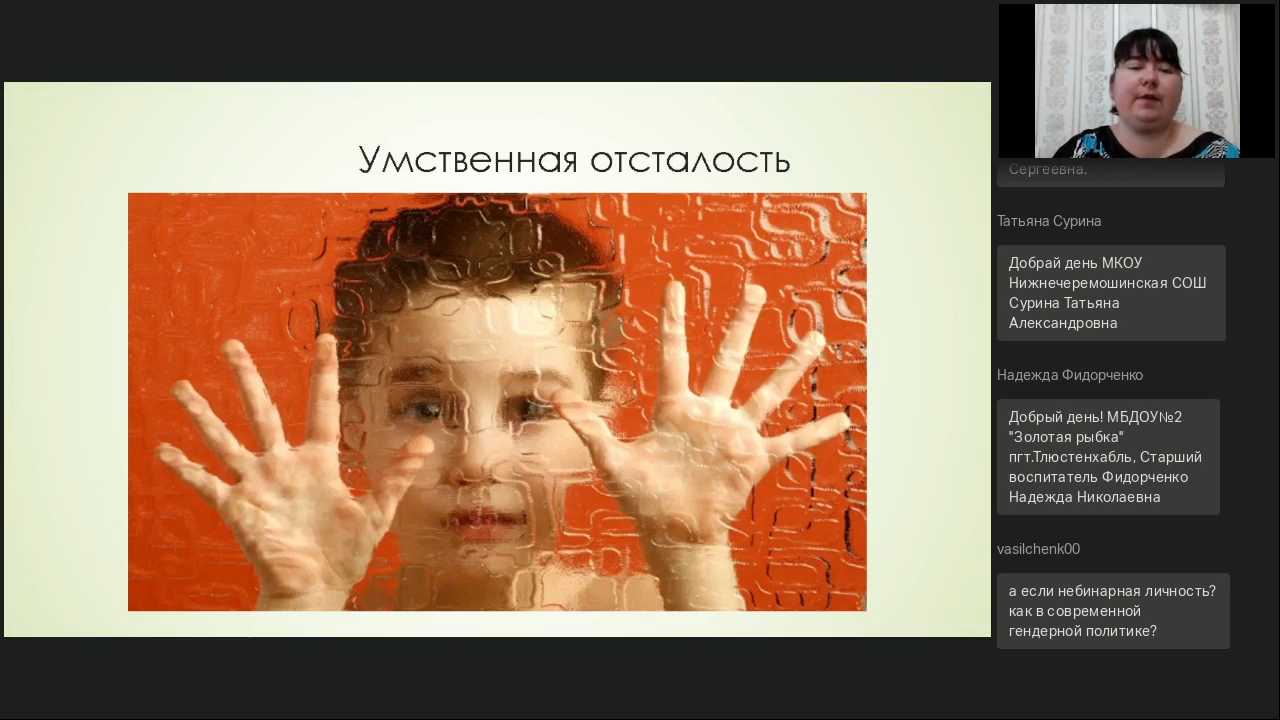 Умственная отсталость
Сергеевна.
Татьяна Сурина
Добрай день МКОУ
Нижнечеремошинская СОШ
Сурина Татьяна
Александровна
Надежда Фидорченко
Добрый день! МБДОУ№2
"Золотая рыбка"
пгт.Тлюстенхабль, Старший
воспитатель Фидорченко
Надежда Николаевна
vasilchenk00
а если небинарная личность?
как в современной
гендерной политике?